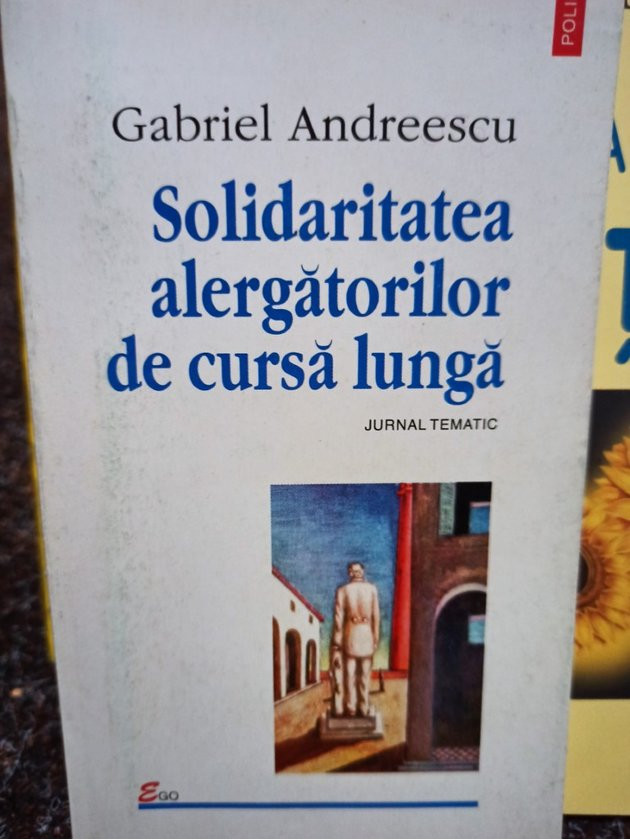 POLI
Gabriel Andreescu
Solidaritatea
alergătorilor
de cursă lungă
JURNAL TEMATIC
EGO